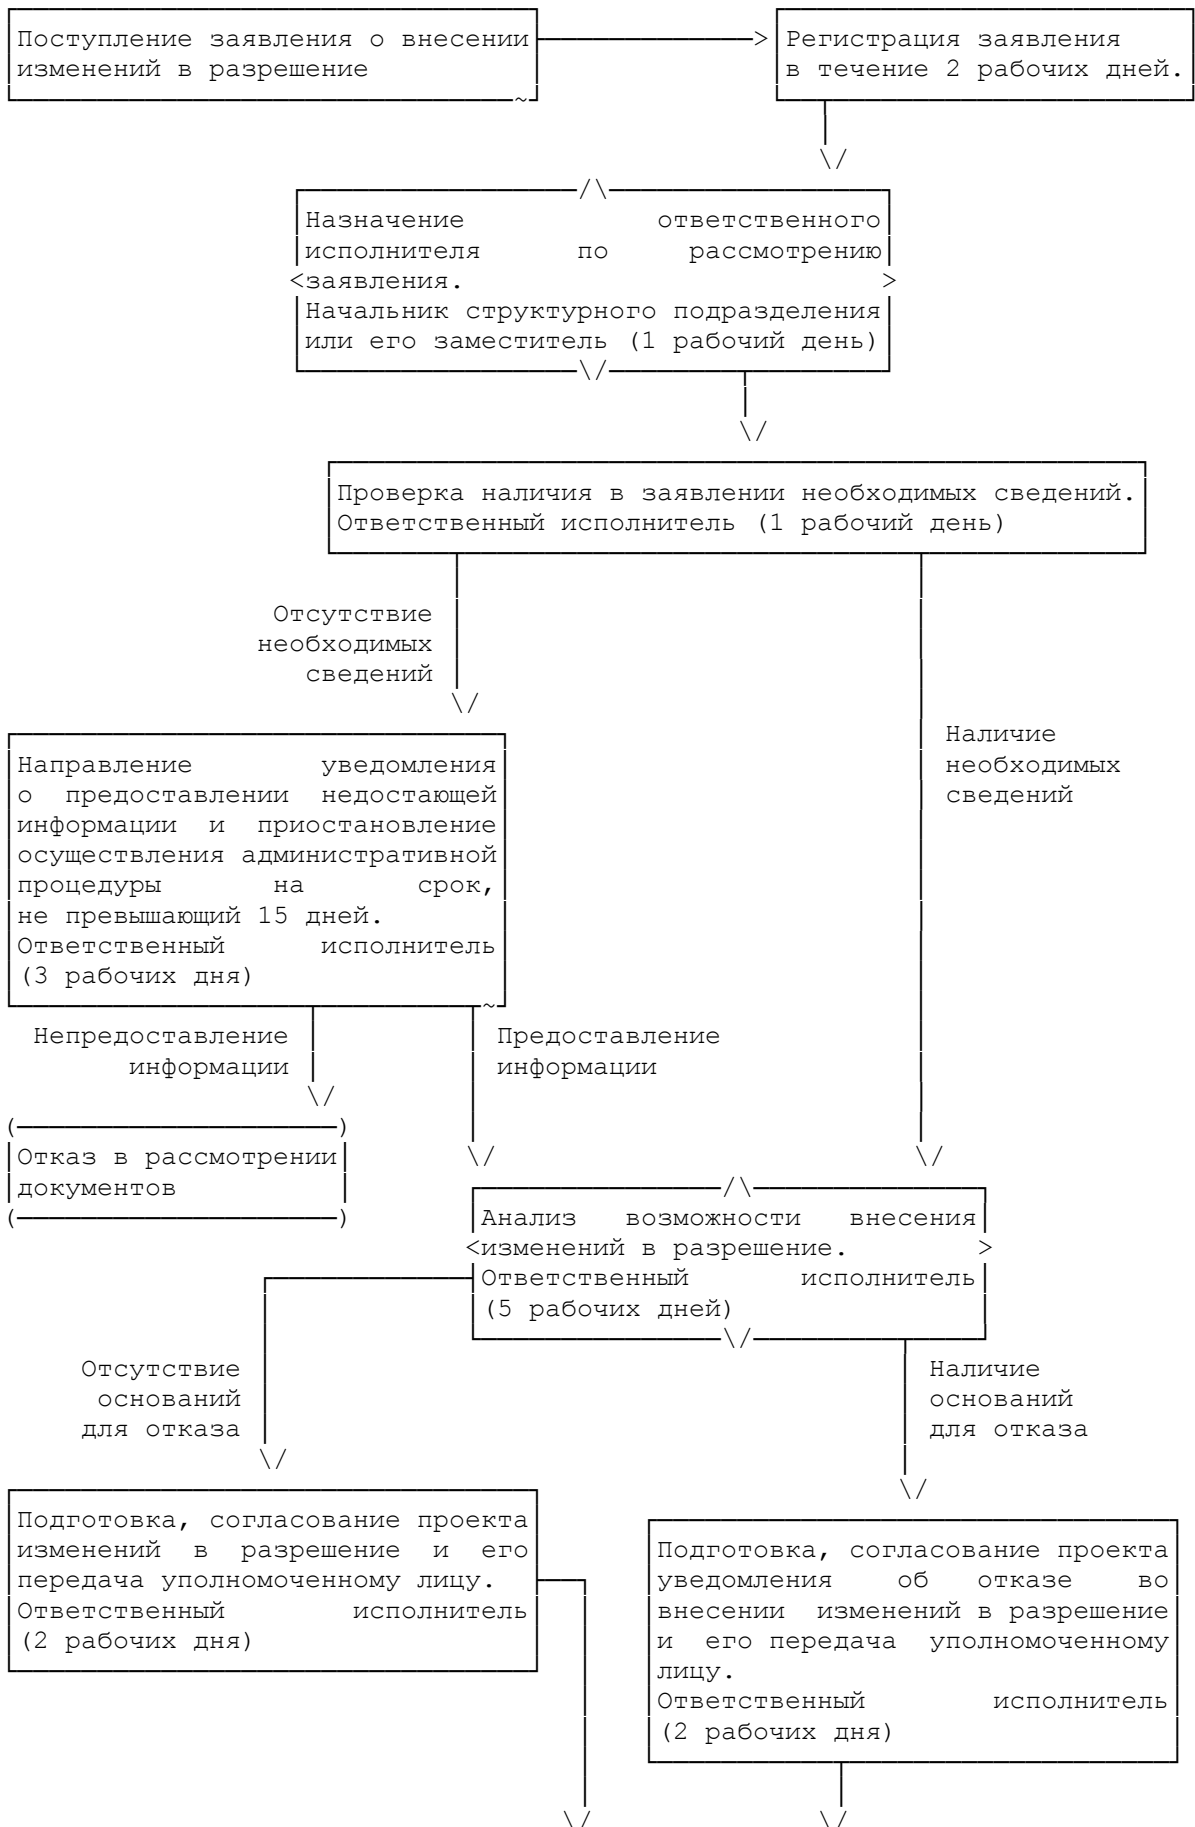 Поступление заявления о внесении
изменений в разрешение
Регистрация заявления
в течение 2 рабочих дней.
Назначение ответственного
исполнителя по рассмотрению
заявления.
Начальник структурного подразделения
или его заместитель (1 рабочий день)
Проверка наличия в заявлении необходимых сведений.
Ответственный исполнитель (1 рабочий день)
Отсутствие
необходимых
сведений
Наличие
необходимых
сведений
Направление уведомления
о предоставлении недостающей
информации и приостановление
осуществления административной
процедуры на срок,
не превышающий 15 дней.
Ответственный исполнитель
(3 рабочих дня)
Непредоставление
информации
Предоставление
информации
Отказ в рассмотрении
документов
Анализ возможности внесения
изменений в разрешение.
Ответственный исполнитель
(5 рабочих дней)
Отсутствие
оснований
для отказа
Наличие
оснований
для отказа
Подготовка, согласование проекта
изменений в разрешение и его
передача уполномоченному лицу.
Ответственный исполнитель
(2 рабочих дня)
Подготовка, согласование проекта
уведомления об отказе во
внесении изменений в разрешение
и его передача уполномоченному
лицу.
Ответственный исполнитель
(2 рабочих дня)